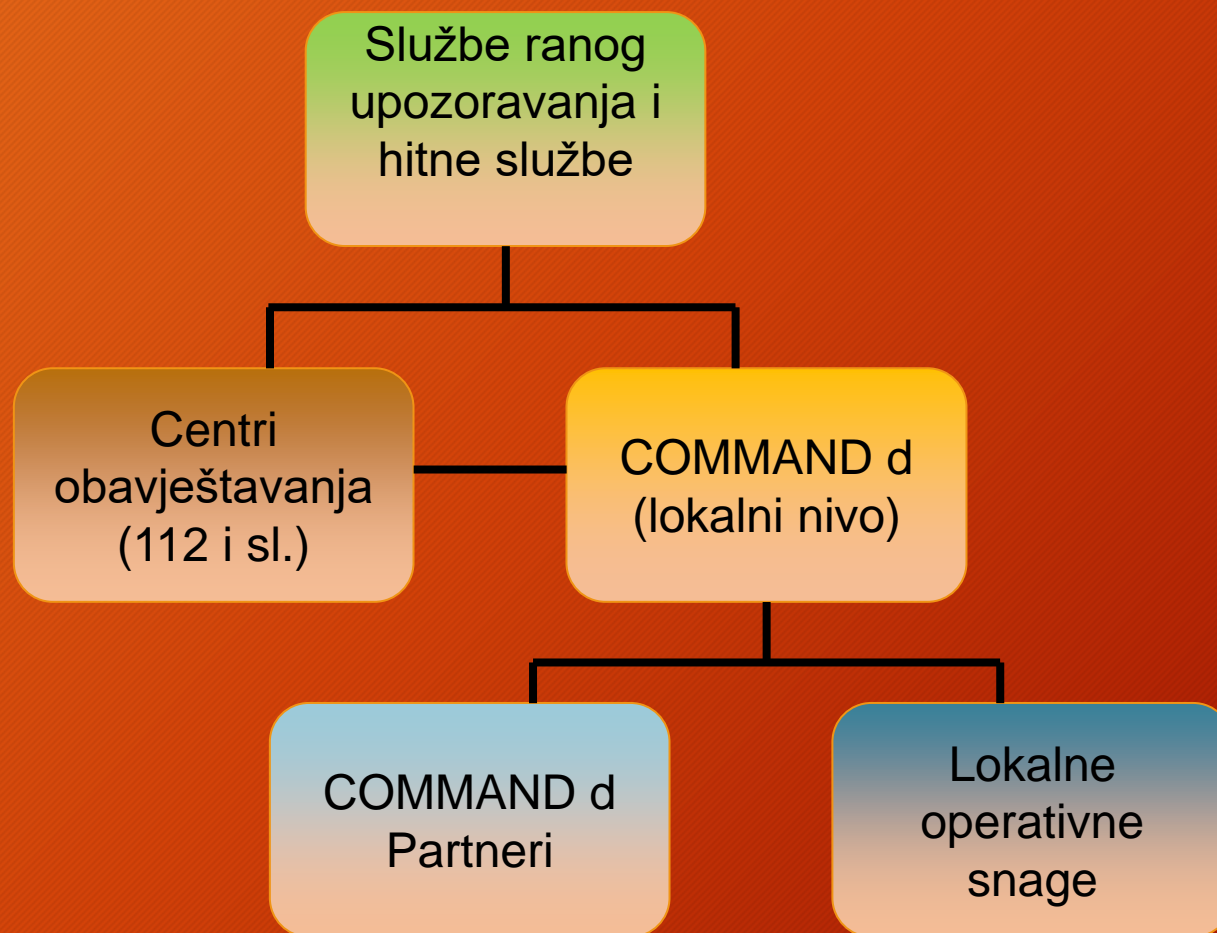 Službe ranog
upozoravanja i
hitne službe
Centri
obavještavanja
(112 i sl.)
COMMAND d
(lokalni nivo)
COMMAND d
Partneri
Lokalne
operativne
snage